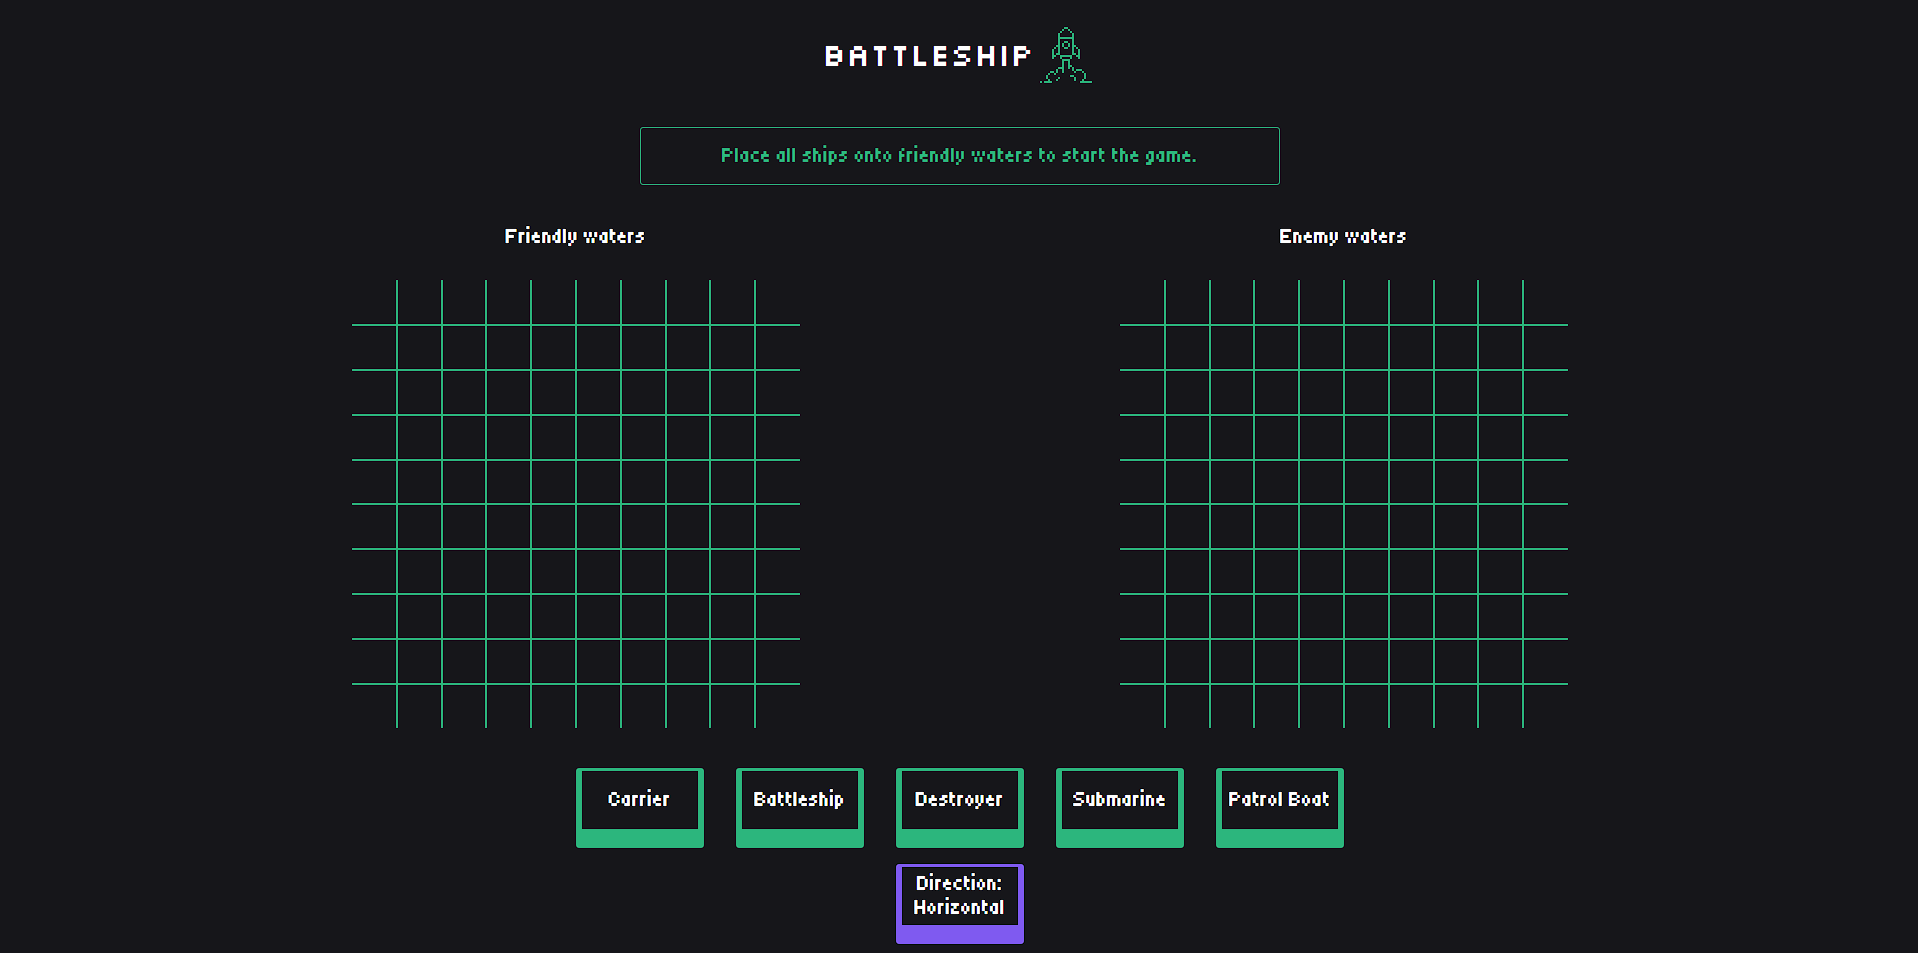 BATTLESHIP
Place all ships onto friendly waters to start the game.
Friendly waters
Enemy waters
Carrier
Battleship
Destroyer
Submarine
Patrol Boat
Direction:
Horizontal